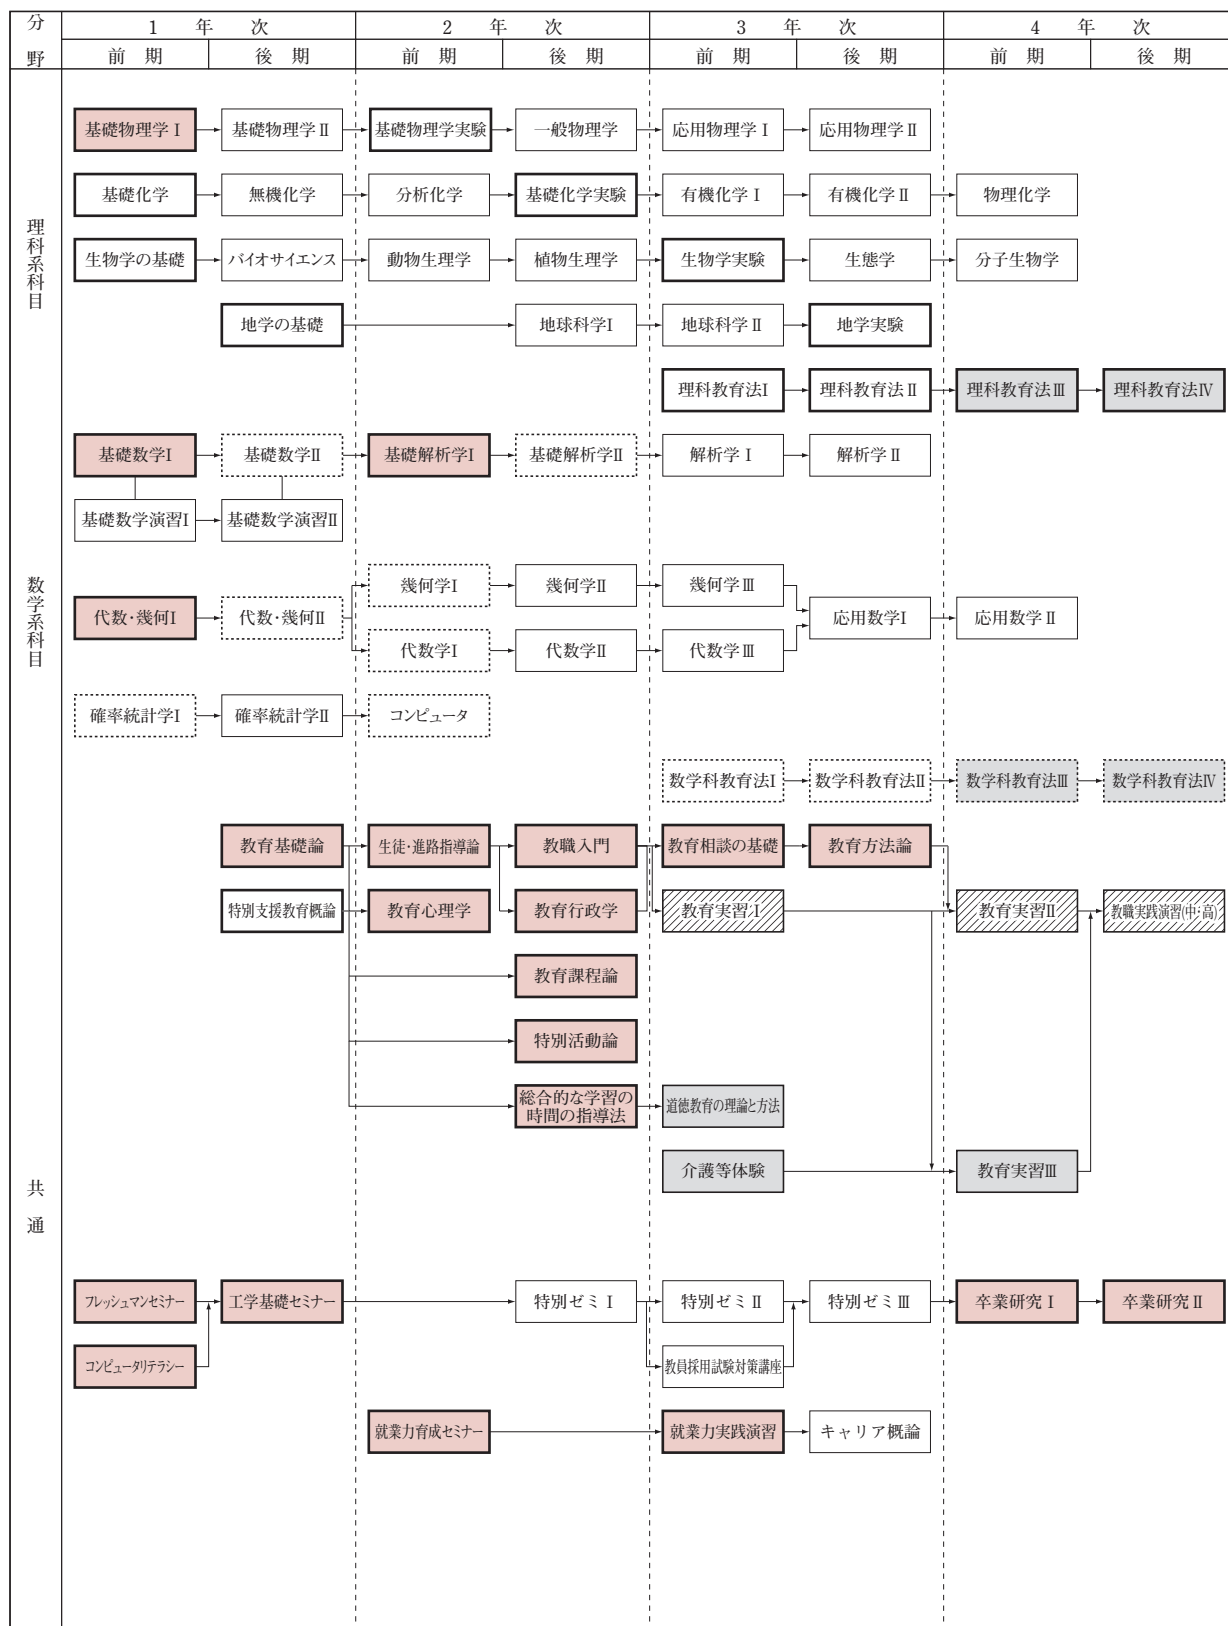 分野
1年次 2年次 3年次 4年次
前期 後期 前期 後期 前期 後期 前期 後期
理科系科目
基礎物理学Ⅰ 基礎物理学Ⅱ 基礎物理学実験 一般物理学 応用物理学Ⅰ 応用物理学Ⅱ
基礎化学 無機化学 分析化学 基礎化学実験 有機化学Ⅰ 有機化学Ⅱ 物理化学
生物学の基礎 バイオサイエンス 動物生理学 植物生理学 生物学実験 生態学 分子生物学
地学の基礎 地球科学Ⅰ 地球科学Ⅱ 地学実験
理科教育法Ⅰ 理科教育法Ⅱ 理科教育法Ⅲ 理科教育法Ⅳ
数学系科目
基礎数学Ⅰ 基礎数学Ⅱ 基礎解析学Ⅰ 基礎解析学Ⅱ 解析学Ⅰ 解析学Ⅱ
基礎数学演習Ⅰ 基礎数学演習Ⅱ
幾何学Ⅰ 幾何学Ⅱ 幾何学Ⅲ
代数・幾何Ⅰ 代数・幾何Ⅱ 応用数学Ⅰ 応用数学Ⅱ
代数学Ⅰ 代数学Ⅱ 代数学Ⅲ
確率統計学Ⅰ 確率統計学Ⅱ コンピュータ
数学科教育法Ⅰ 数学科教育法Ⅱ 数学科教育法Ⅲ 数学科教育法Ⅳ
共通
教育基礎論 生徒・進路指導論 教職入門 教育相談の基礎 教育方法論
特別支援教育概論 教育心理学 教育行政学 教育実習Ⅰ 教育実習Ⅱ 教職実践演習(中・高)
教育課程論
特別活動論
総合的な学習の
時間の指導法 道徳教育の理論と方法
介護等体験 教育実習Ⅲ
フレッシュマンセミナー 工学基礎セミナー 特別ゼミⅠ 特別ゼミⅡ 特別ゼミⅢ 卒業研究Ⅰ 卒業研究Ⅱ
コンピュータリテラシー 教員採用試験対策講座
就業力育成セミナー 就業力実践演習 キャリア概論